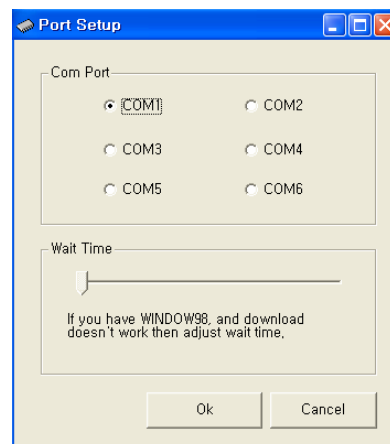 Port Setup
Com Port
COM1
COM2
COM3
COM4
COM5
COM6
Wait Time
If you have WINDOW98, and download
doesn't work then adjust wait time,
Ok
Cancel